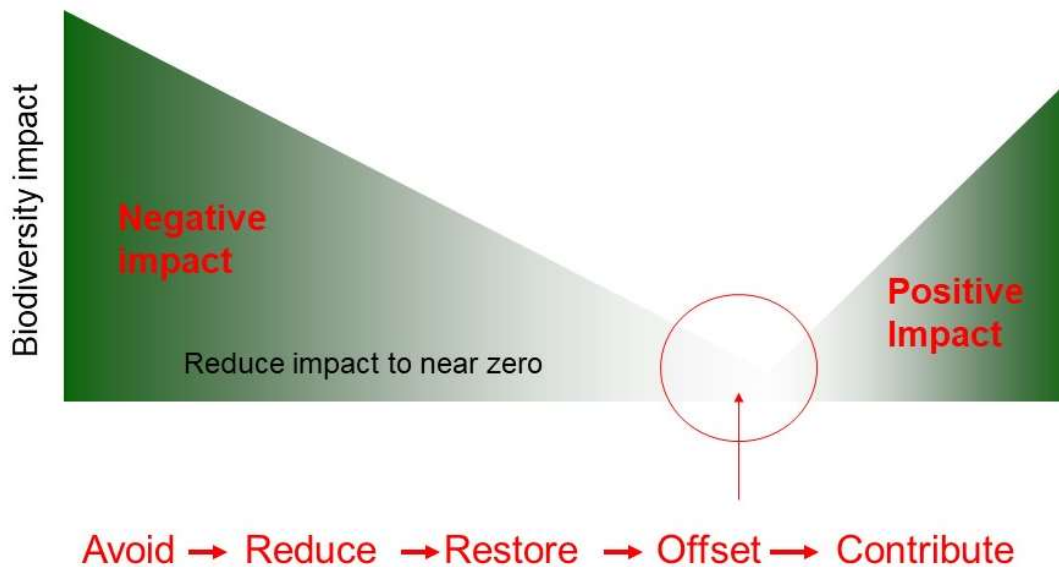 Biodiversity impact
Negative
impact
Positive
Impact
Reduce impact to near zero
Avoid → Reduce → Restore → Offset → Contribute